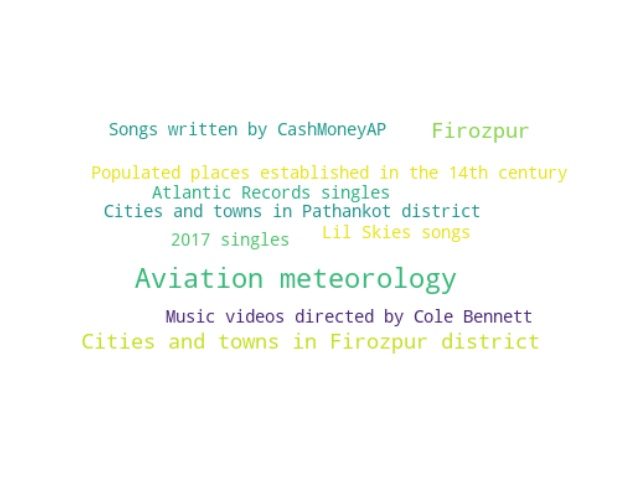 Songs written by CashMoneyAP
Firozpur
Populated places established in the 14th century
Atlantic Records singles
Cities and towns in Pathankot district
Lil Skies songs
2017 singles
Aviation meteorology
Music videos directed by Cole Bennett
Cities and towns in Firozpur district